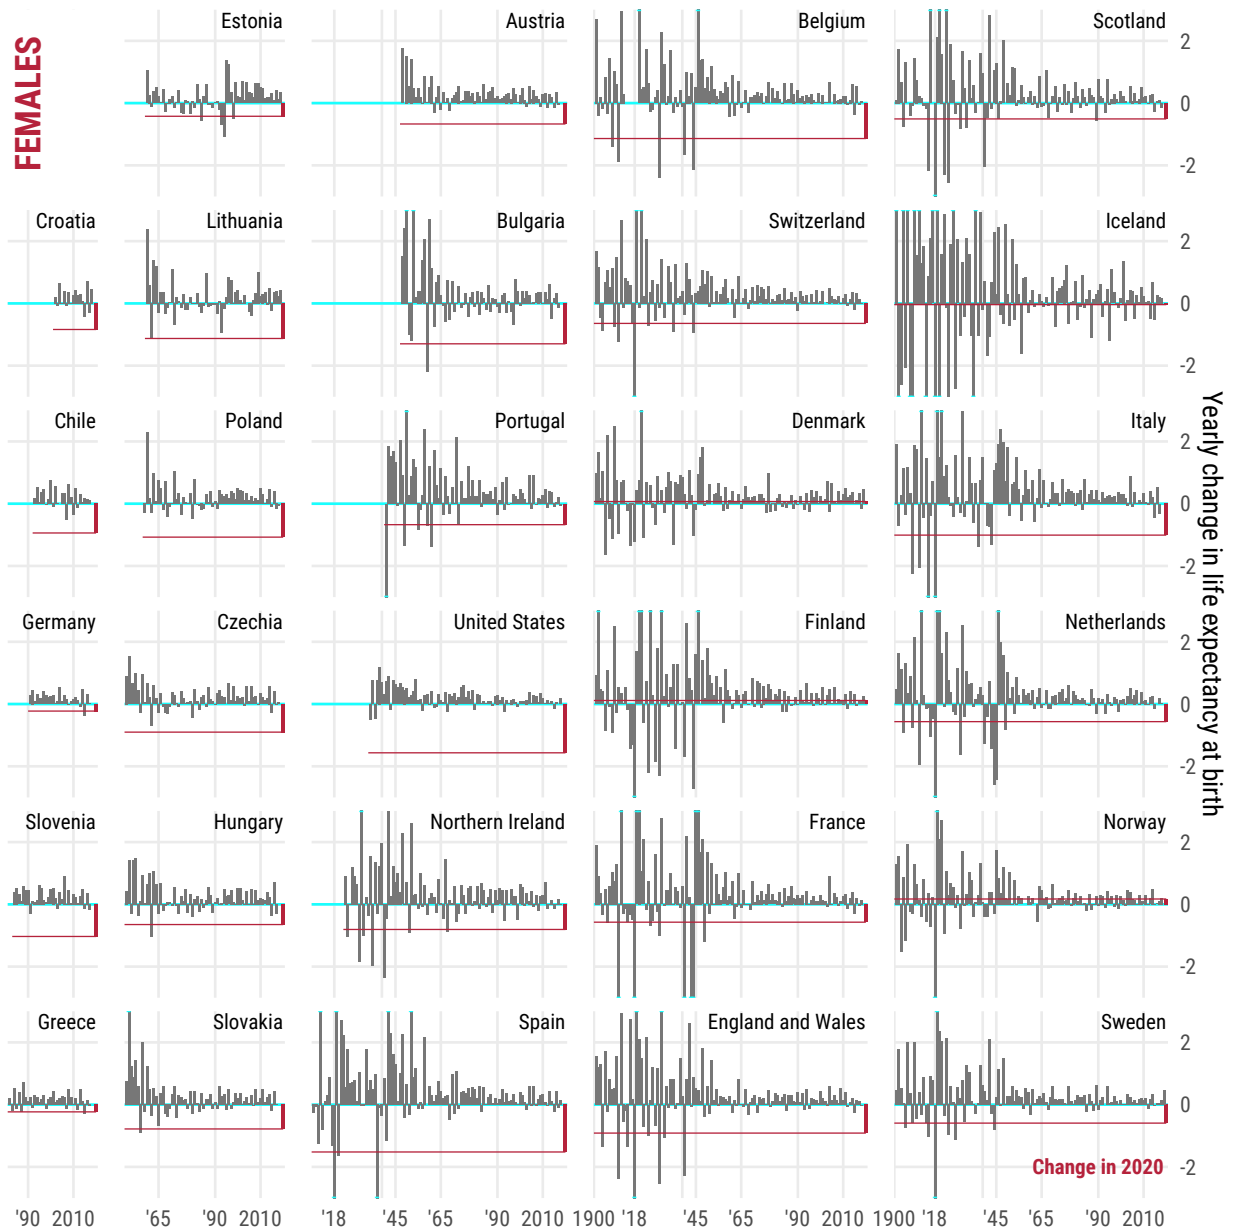 FEMALES
Estonia
Austria
Belgium
Scotland
2
0
-2
Croatia
Lithuania
Bulgaria
Switzerland
Iceland
2
0
-2
Chile
Poland
Portugal
Denmark
Italy
2
0
-2
Germany
Czechia
United States
Finland
Netherlands
2
0
-2
Slovenia
Hungary
Northern Ireland
France
Norway
2
0
-2
Greece
Slovakia
Spain
England and Wales
Sweden
2
0
-2
Change in 2020
Yearly change in life expectancy at birth
'90 2010 '65 '90 2010 '18 '45 '65 '90 2010 1900 '18 '45 '65 '90 2010 1900 '18 '45 '65 '90 2010